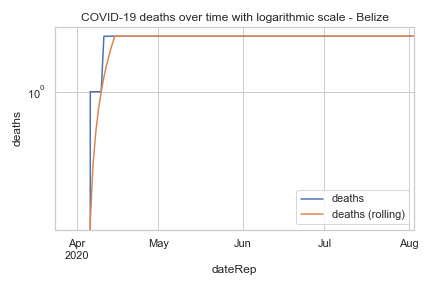 COVID-19 deaths over time with logarithmic scale - Belize
deaths
10⁰
deaths
deaths (rolling)
Apr May Jun Jul Aug
2020
dateRep